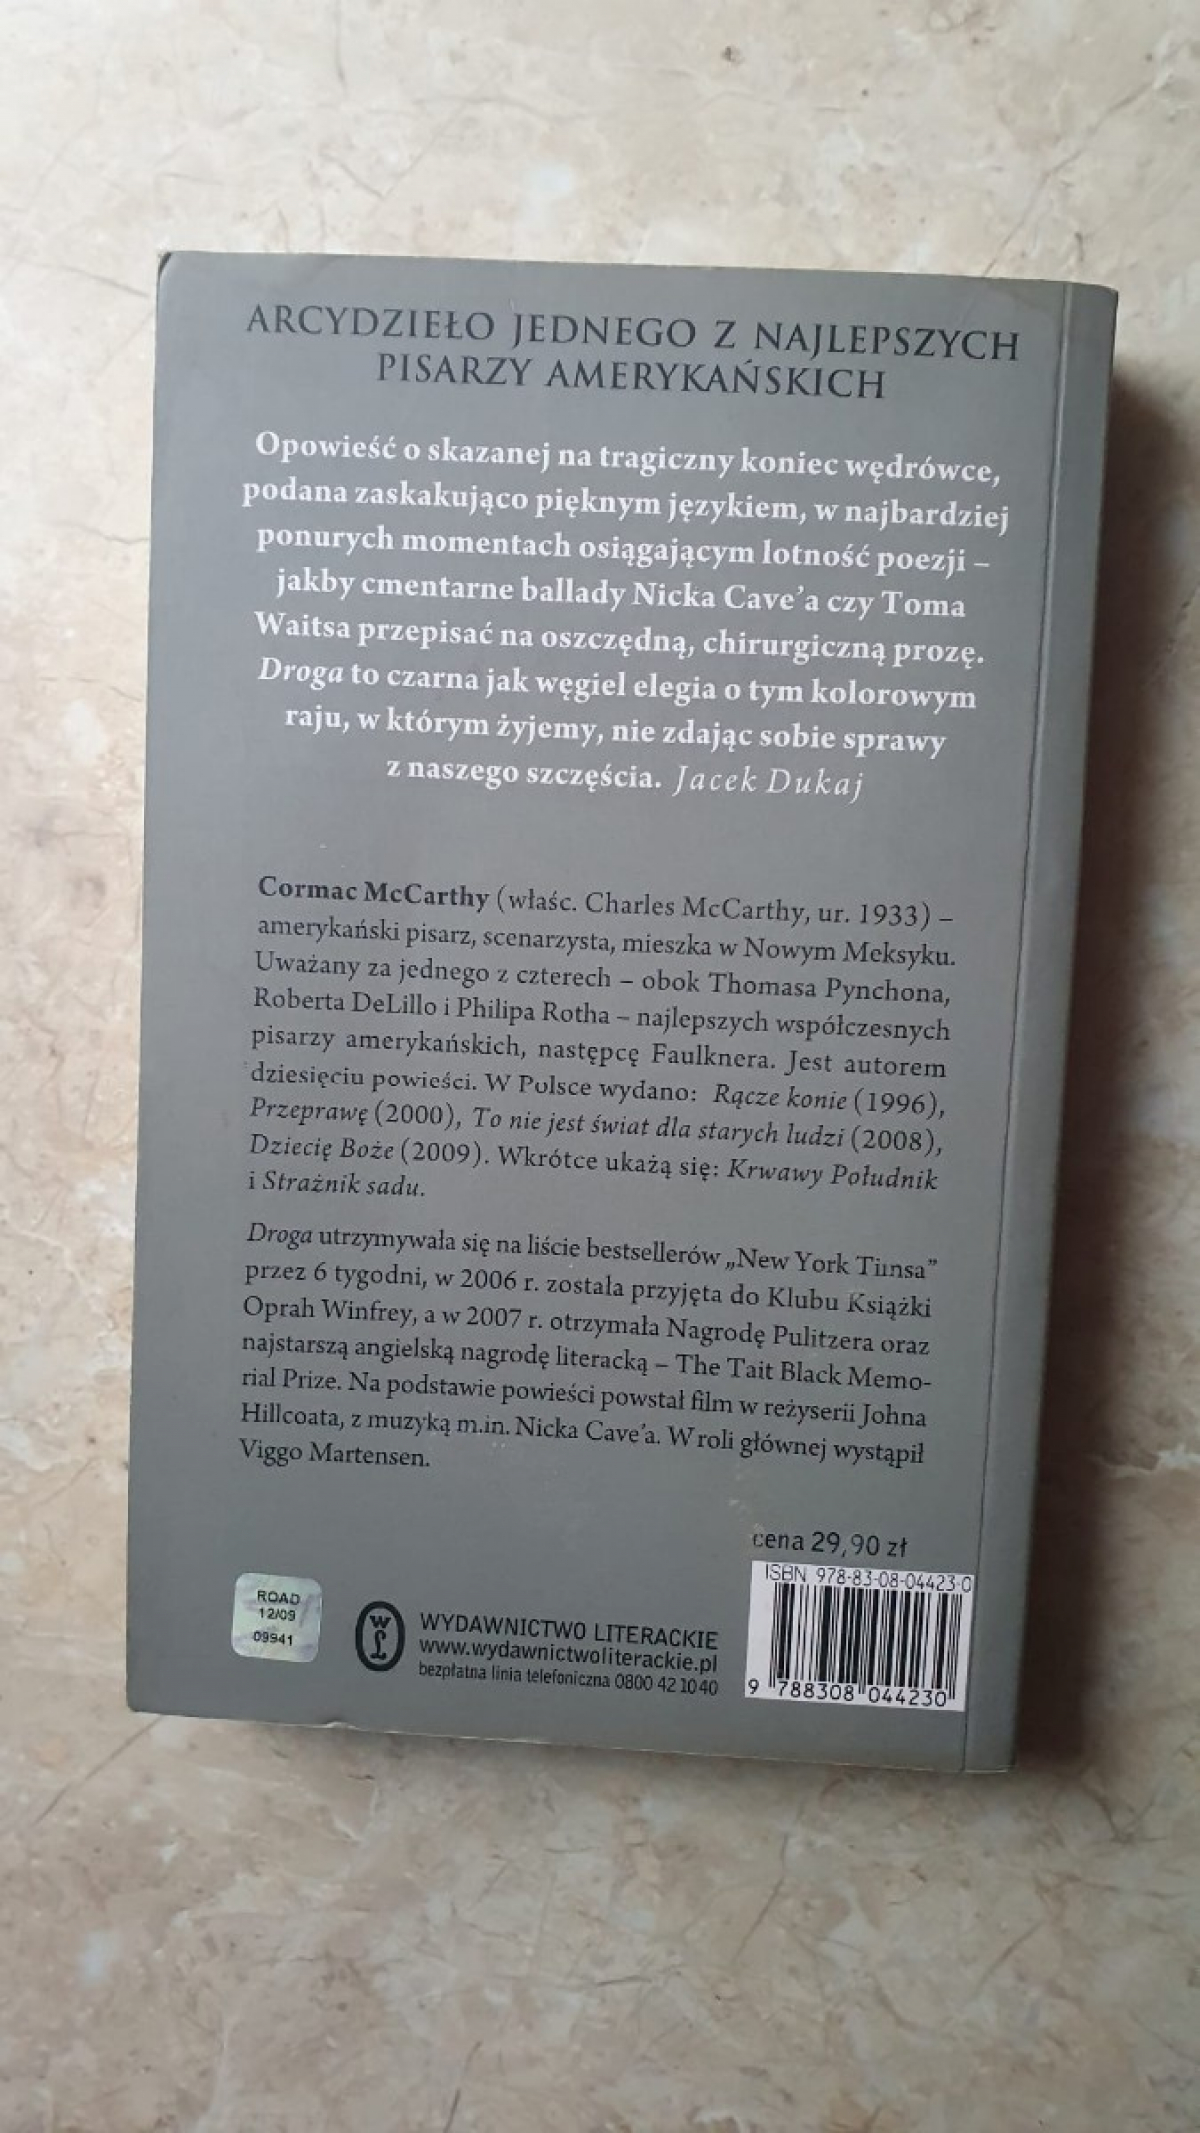 ARCYDZIEŁO JEDNEGO Z NAJLEPSZYCH
PISARZY AMERYKAŃSKICH
Opowieść o skazanej na tragiczny koniec wędrówce,
podana zaskakująco pięknym językiem, w najbardziej
ponurych momentach osiągającym lotność poezji –
jakby cmentarne ballady Nicka Cave'a czy Toma
Waitsa przepisać na oszczędną, chirurgiczną prozę.
Droga to czarna jak węgiel elegia o tym kolorowym
raju, w którym żyjemy, nie zdając sobie sprawy
z naszego szczęścia. Jacek Dukaj
Cormac McCarthy (właśc. Charles McCarthy, ur. 1933) –
amerykański pisarz, scenarzysta, mieszka w Nowym Meksyku.
Uważany za jednego z czterech – obok Thomasa Pynchona,
Roberta DeLillo i Philipa Rotha – najlepszych współczesnych
pisarzy amerykańskich, następcę Faulknera. Jest autorem
dziesięciu powieści. W Polsce wydano: Rącze konie (1996),
Przeprawę (2000), To nie jest świat dla starych ludzi (2008),
Dziecię Boże (2009). Wkrótce ukażą się: Krwawy Południk
i Strażnik sadu.
Droga utrzymywała się na liście bestsellerów „New York Timsa”
przez 6 tygodni, w 2006 r. została przyjęta do Klubu Książki
Oprah Winfrey, a w 2007 r. otrzymała Nagrodę Pulitzera oraz
najstarszą angielską nagrodę literacką – The Tait Black Memo-
rial Prize. Na podstawie powieści powstał film w reżyserii Johna
Hillcoata, z muzyką m.in. Nicka Cave'a. W roli głównej wystąpił
Viggo Martensen.
cena 29,90 zł
ISBN 978-83-08-04423-0
9 788308 044230
ROAD
12/09
09941
WYDAWNICTWO LITERACKIE
www.wydawnictwoliterackie.pl
bezpłatna linia telefoniczna 0800 42 10 40